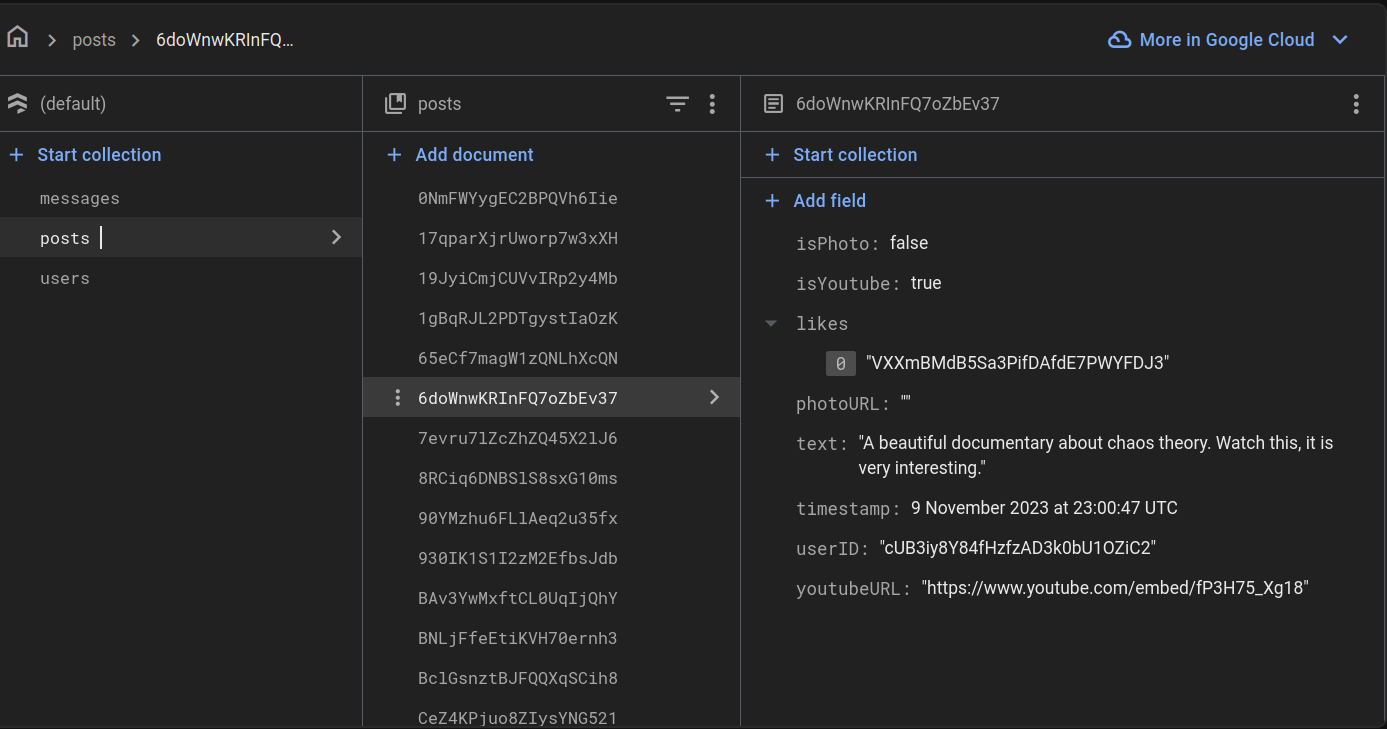 posts 6doWnwKRInFQ…
More in Google Cloud
(default)
Start collection
messages
posts
users
posts
Add document
0NmFWYygEC2BPQVh6Iie
17qparXjrUworp7w3xXH
19JyiCmjCUVvIRp2y4Mb
1gBqRJL2PDTgystIaOzK
65eCf7magW1zQNLhXcQN
6doWnwKRInFQ7oZbEv37
7evru7lZcZhZQ45X2lJ6
8RCiq6DNBSlS8sxG10ms
90YMzhu6FLlAeq2u35fx
930IK1S1I2zM2EfbsJdb
BAv3YwMxftCL0UqIjQhY
BNLjFfeEtiKVH70ernh3
BclGsnztBJFQQXqSCih8
CeZ4KPjuo8ZIysYNG521
6doWnwKRInFQ7oZbEv37
Start collection
Add field
isPhoto: false
isYoutube: true
likes
0 "VXXmBMdB5Sa3PifDAfdE7PWYFDJ3"
photoURL: ""
text: "A beautiful documentary about chaos theory. Watch this, it is
very interesting."
timestamp: 9 November 2023 at 23:00:47 UTC
userID: "cUB3iy8Y84fHzfzAD3k0bU1OZiC2"
youtubeURL: "https://www.youtube.com/embed/fP3H75_Xg18"